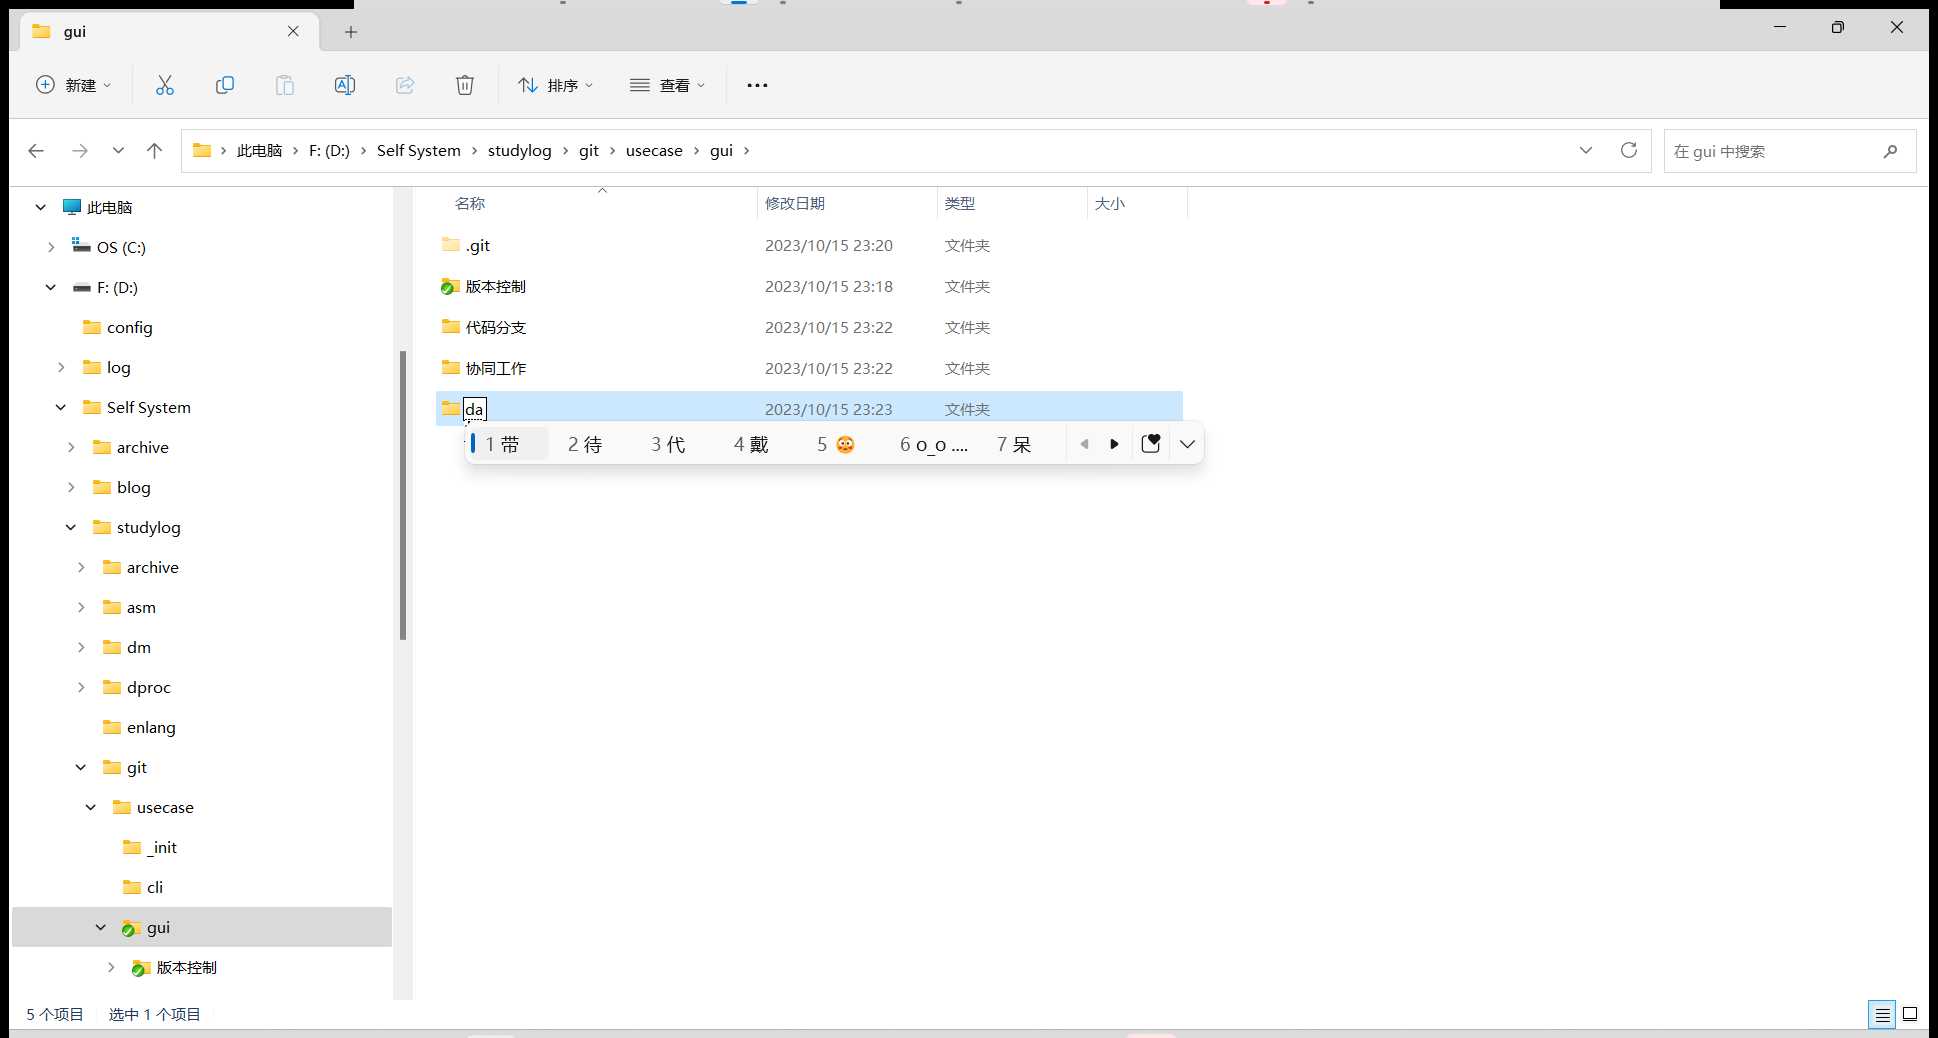 gui
新建
排序
查看
此电脑 F: (D:) Self System studylog git usecase gui
在 gui 中搜索
此电脑
OS (C:)
F: (D:)
config
log
Self System
archive
blog
studylog
archive
asm
dm
dproc
enlang
git
usecase
_init
cli
gui
版本控制
名称 修改日期 类型 大小
.git 2023/10/15 23:20 文件夹
版本控制 2023/10/15 23:18 文件夹
代码分支 2023/10/15 23:22 文件夹
协同工作 2023/10/15 23:22 文件夹
da 2023/10/15 23:23 文件夹
1 带 2 待 3 代 4 戴 5 😳 6 o_o .... 7 呆
5 个项目 选中 1 个项目